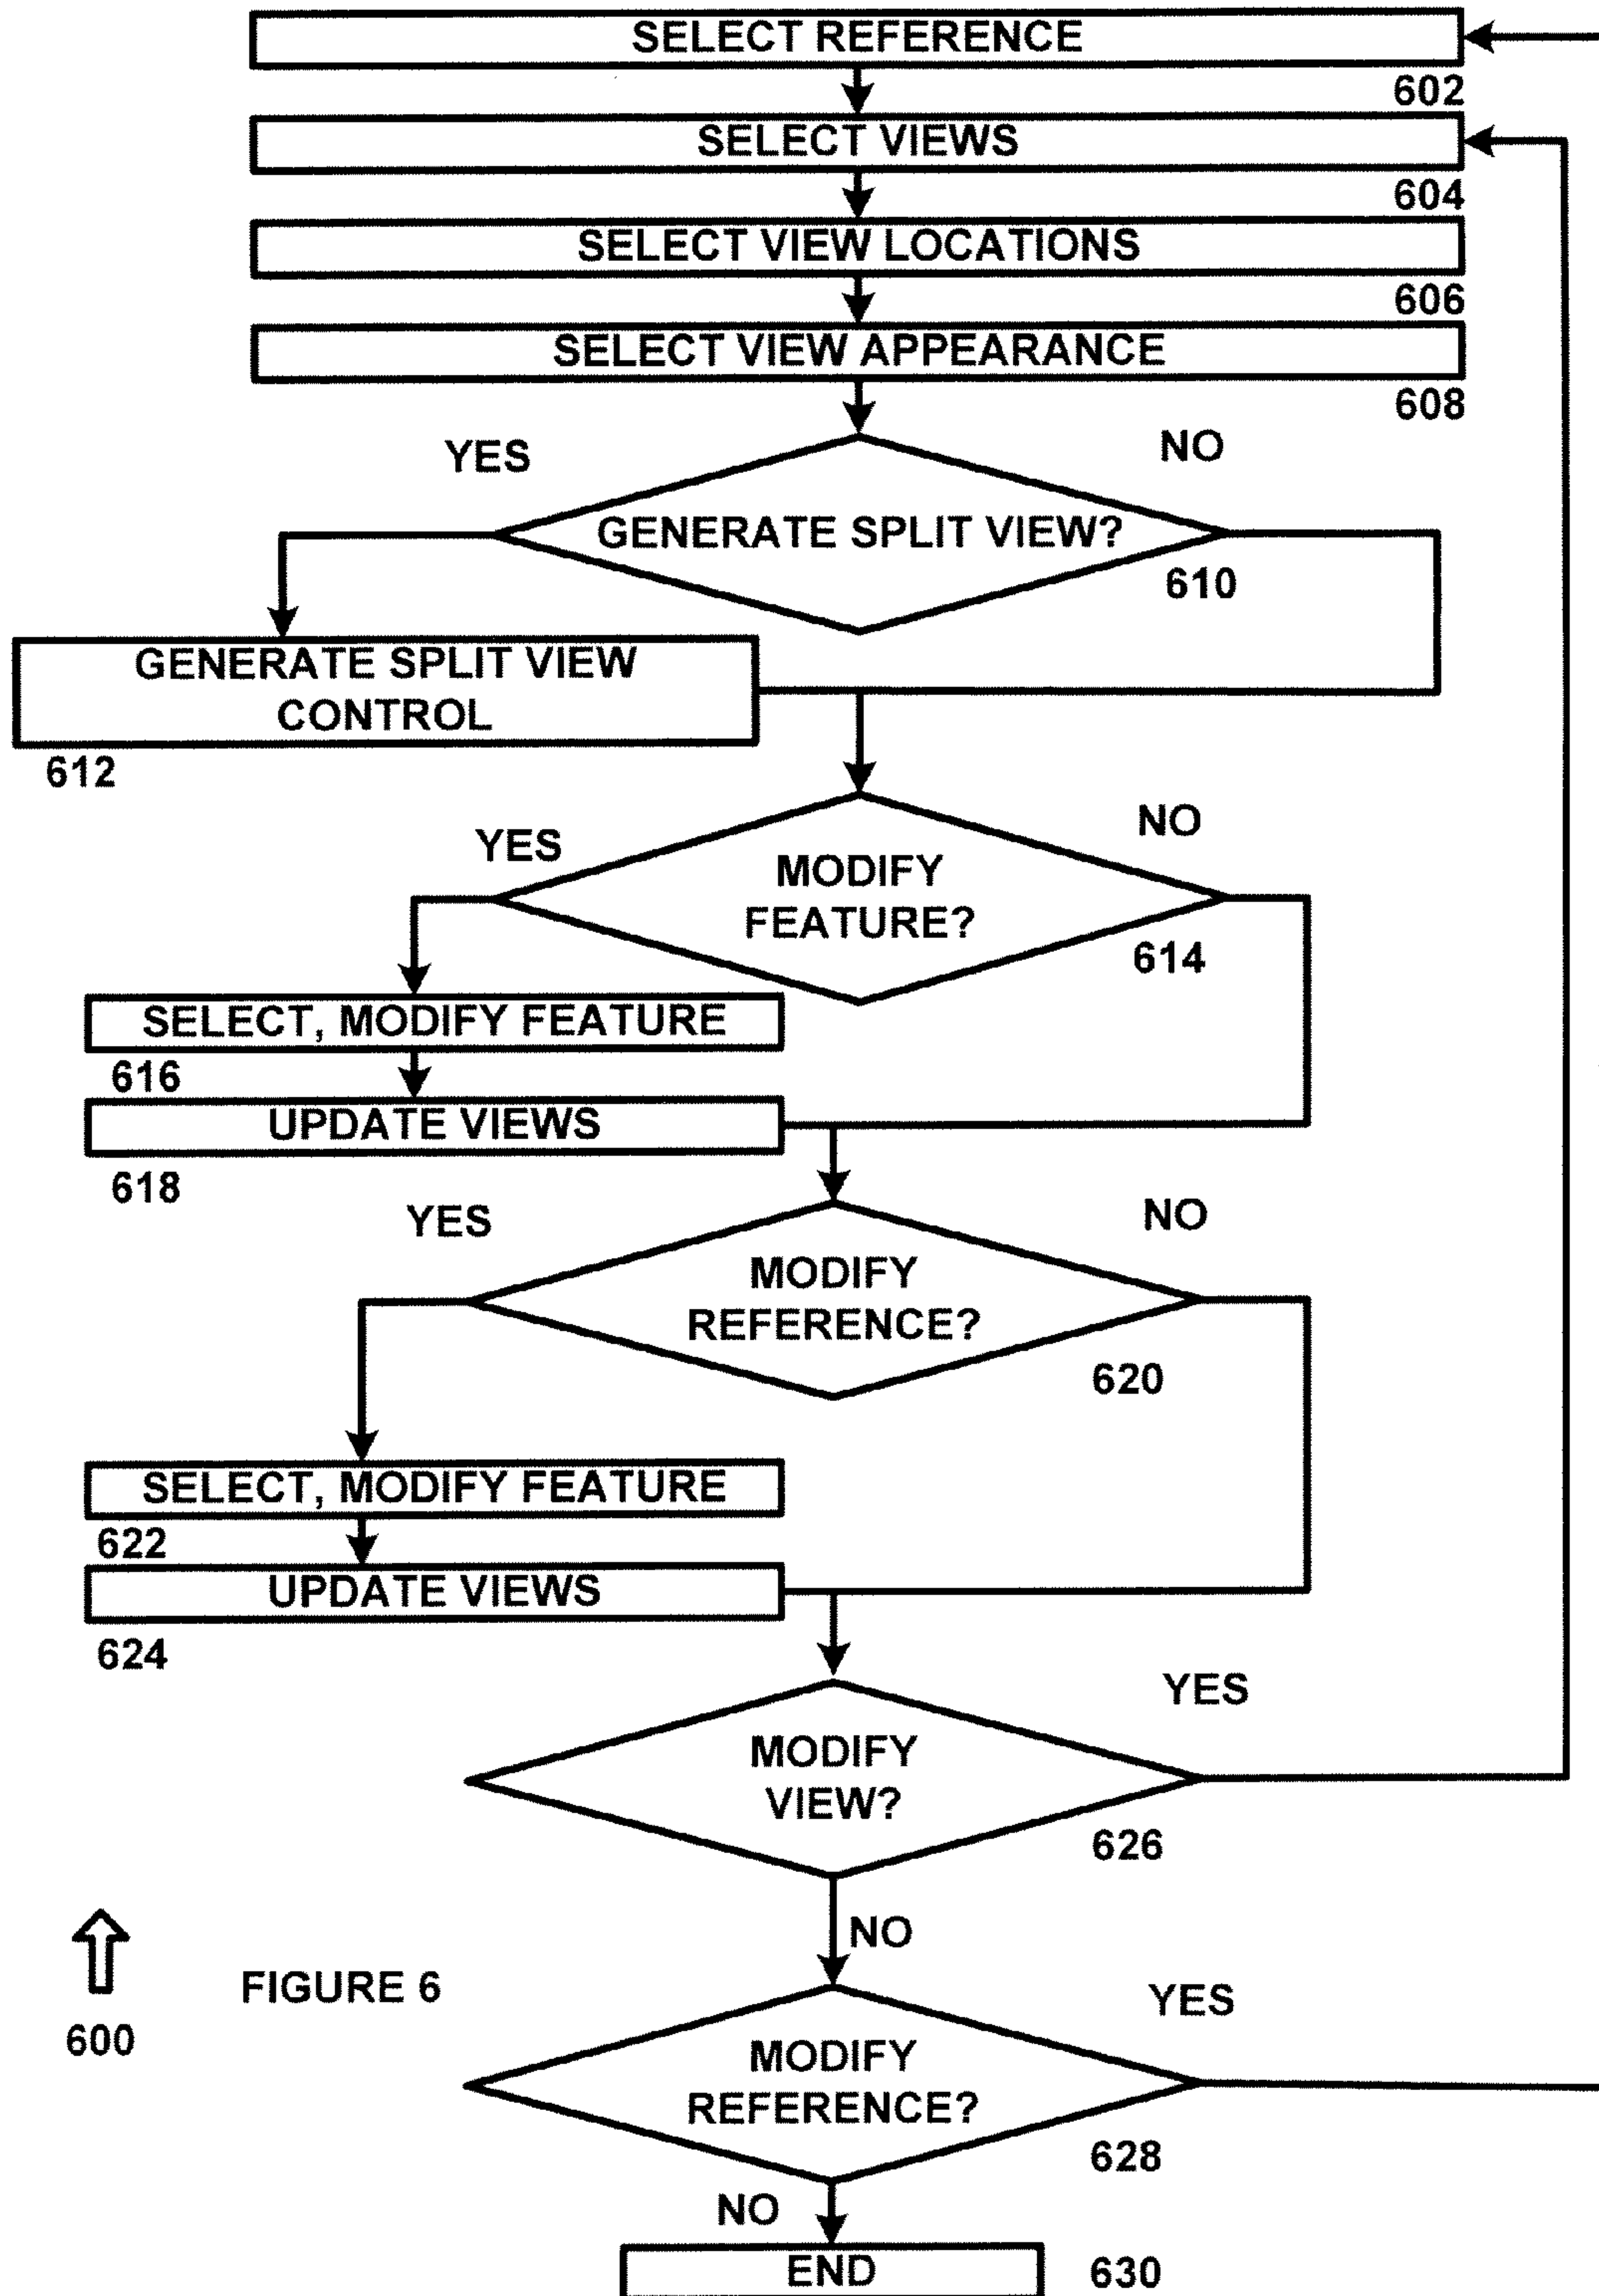 SELECT REFERENCE
602
SELECT VIEWS
604
SELECT VIEW LOCATIONS
606
SELECT VIEW APPEARANCE
608
YES
NO
GENERATE SPLIT VIEW?
610
GENERATE SPLIT VIEW
CONTROL
612
YES
NO
MODIFY
FEATURE?
614
SELECT, MODIFY FEATURE
616
UPDATE VIEWS
618
YES
NO
MODIFY
REFERENCE?
620
SELECT, MODIFY FEATURE
622
UPDATE VIEWS
624
YES
MODIFY
VIEW?
626
NO
FIGURE 6
600
YES
MODIFY
REFERENCE?
628
NO
END
630